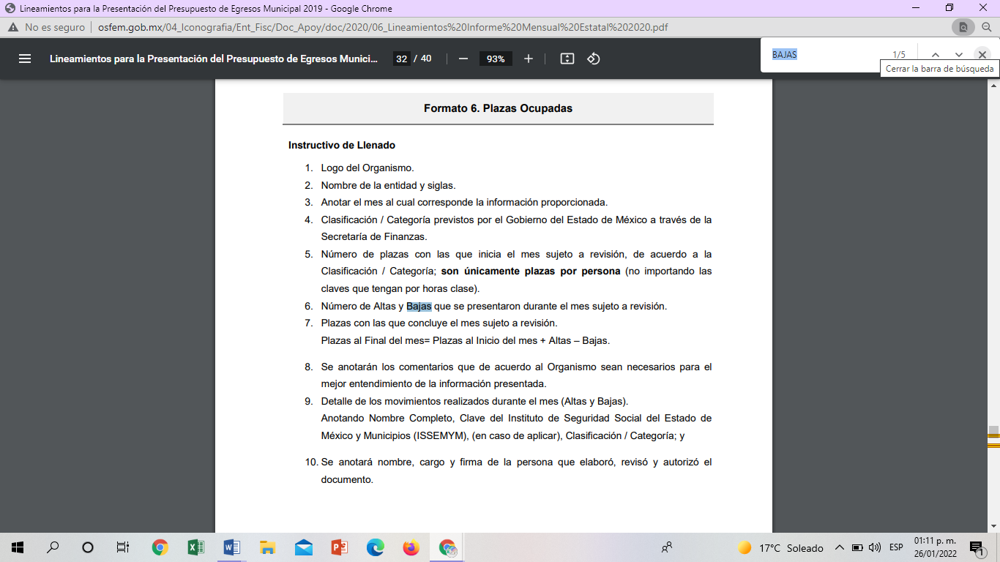 Lineamientos para la Presentación del Presupuesto de Egresos Municipal 2019 - Google Chrome
No es seguro | osfem.gob.mx/04_Iconografia/Ent_Fisc/Doc_Apoy/doc/2020/06_Lineamientos%20Informe%20Mensual%20Estatal%202020.pdf
Lineamientos para la Presentación del Presupuesto de Egresos Munici... 32 / 40 93%
BAJAS 1/5
Cerrar la barra de búsqueda
Formato 6. Plazas Ocupadas
Instructivo de Llenado
1. Logo del Organismo.
2. Nombre de la entidad y siglas.
3. Anotar el mes al cual corresponde la información proporcionada.
4. Clasificación / Categoría previstos por el Gobierno del Estado de México a través de la
Secretaría de Finanzas.
5. Número de plazas con las que inicia el mes sujeto a revisión, de acuerdo a la
Clasificación / Categoría; son únicamente plazas por persona (no importando las
claves que tengan por horas clase).
6. Número de Altas y Bajas que se presentaron durante el mes sujeto a revisión.
7. Plazas con las que concluye el mes sujeto a revisión.
Plazas al Final del mes= Plazas al Inicio del mes + Altas – Bajas.
8. Se anotarán los comentarios que de acuerdo al Organismo sean necesarios para el
mejor entendimiento de la información presentada.
9. Detalle de los movimientos realizados durante el mes (Altas y Bajas).
Anotando Nombre Completo, Clave del Instituto de Seguridad Social del Estado de
México y Municipios (ISSEMYM), (en caso de aplicar), Clasificación / Categoría; y
10. Se anotará nombre, cargo y firma de la persona que elaboró, revisó y autorizó el
documento.
17°C Soleado
ESP
01:11 p. m.
26/01/2022
1